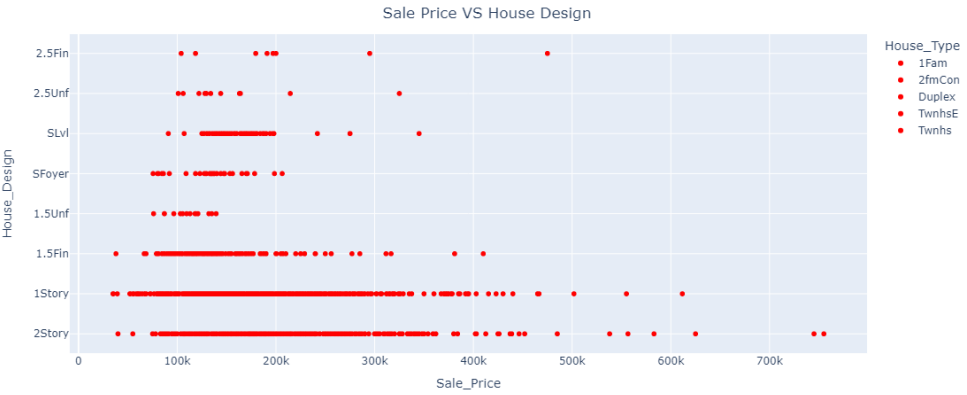 Sale Price VS House Design
House_Type
1Fam
2fmCon
Duplex
TwnhsE
Twnhs
House_Design
2.5Fin
2.5Unf
SLvl
SFoyer
1.5Unf
1.5Fin
1Story
2Story
0 100k 200k 300k 400k 500k 600k 700k
Sale_Price